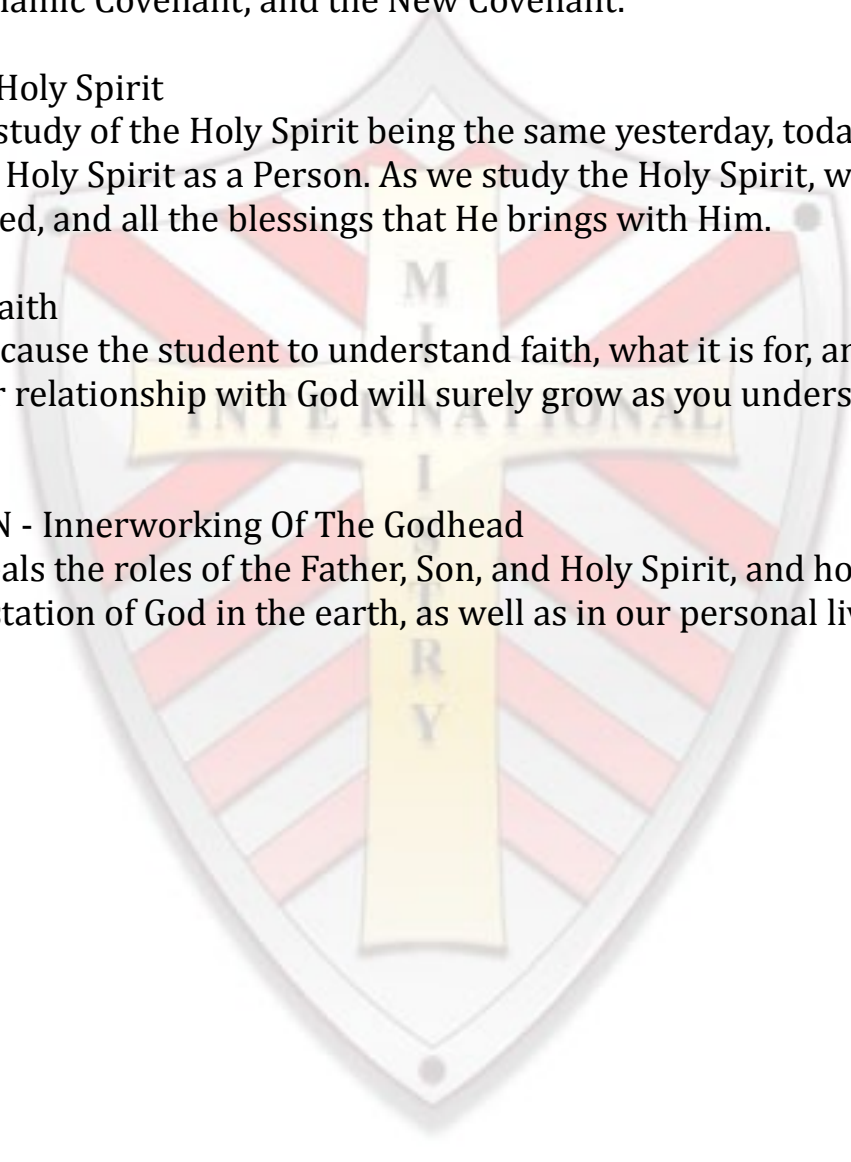 namic Covenant, and the New Covenant.
Holy Spirit
study of the Holy Spirit being the same yesterday, toda
Holy Spirit as a Person. As we study the Holy Spirit, w
ed, and all the blessings that He brings with Him.
aith
cause the student to understand faith, what it is for, an
r relationship with God will surely grow as you unders
N - Innerworking Of The Godhead
als the roles of the Father, Son, and Holy Spirit, and ho
tation of God in the earth, as well as in our personal liv
MINISTRY
INTERNATIONAL